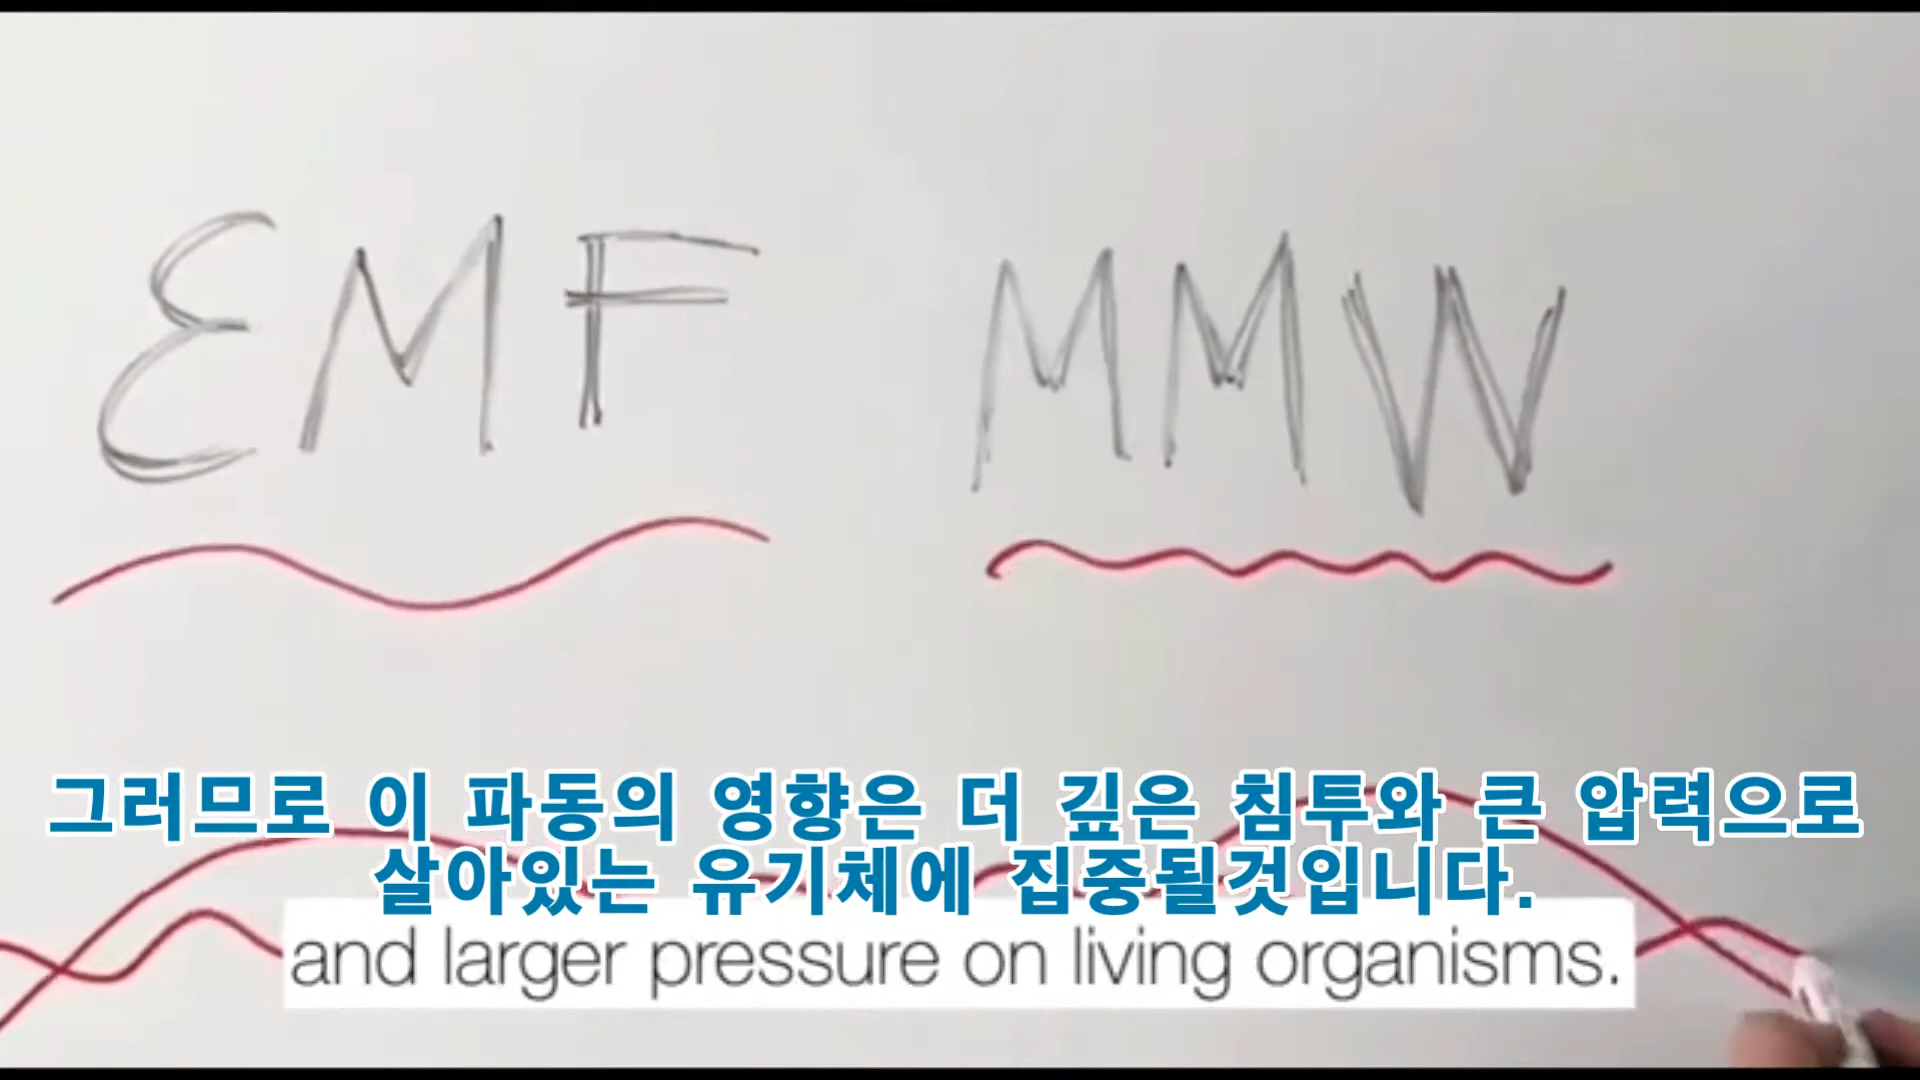 EMF MMW
그러므로 이 파동의 영향은 더 깊은 침투와 큰 압력으로
살아있는 유기체에 집중될것입니다.
and larger pressure on living organisms.